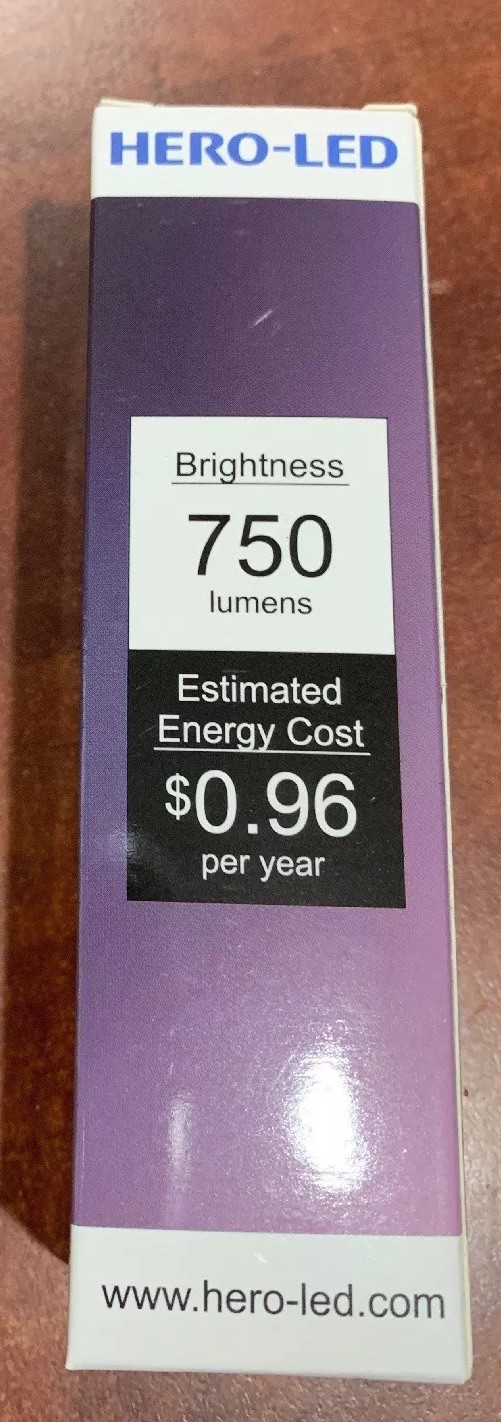 HERO-LED
Brightness
750
lumens
Estimated
Energy Cost
$0.96
per year
www.hero-led.com